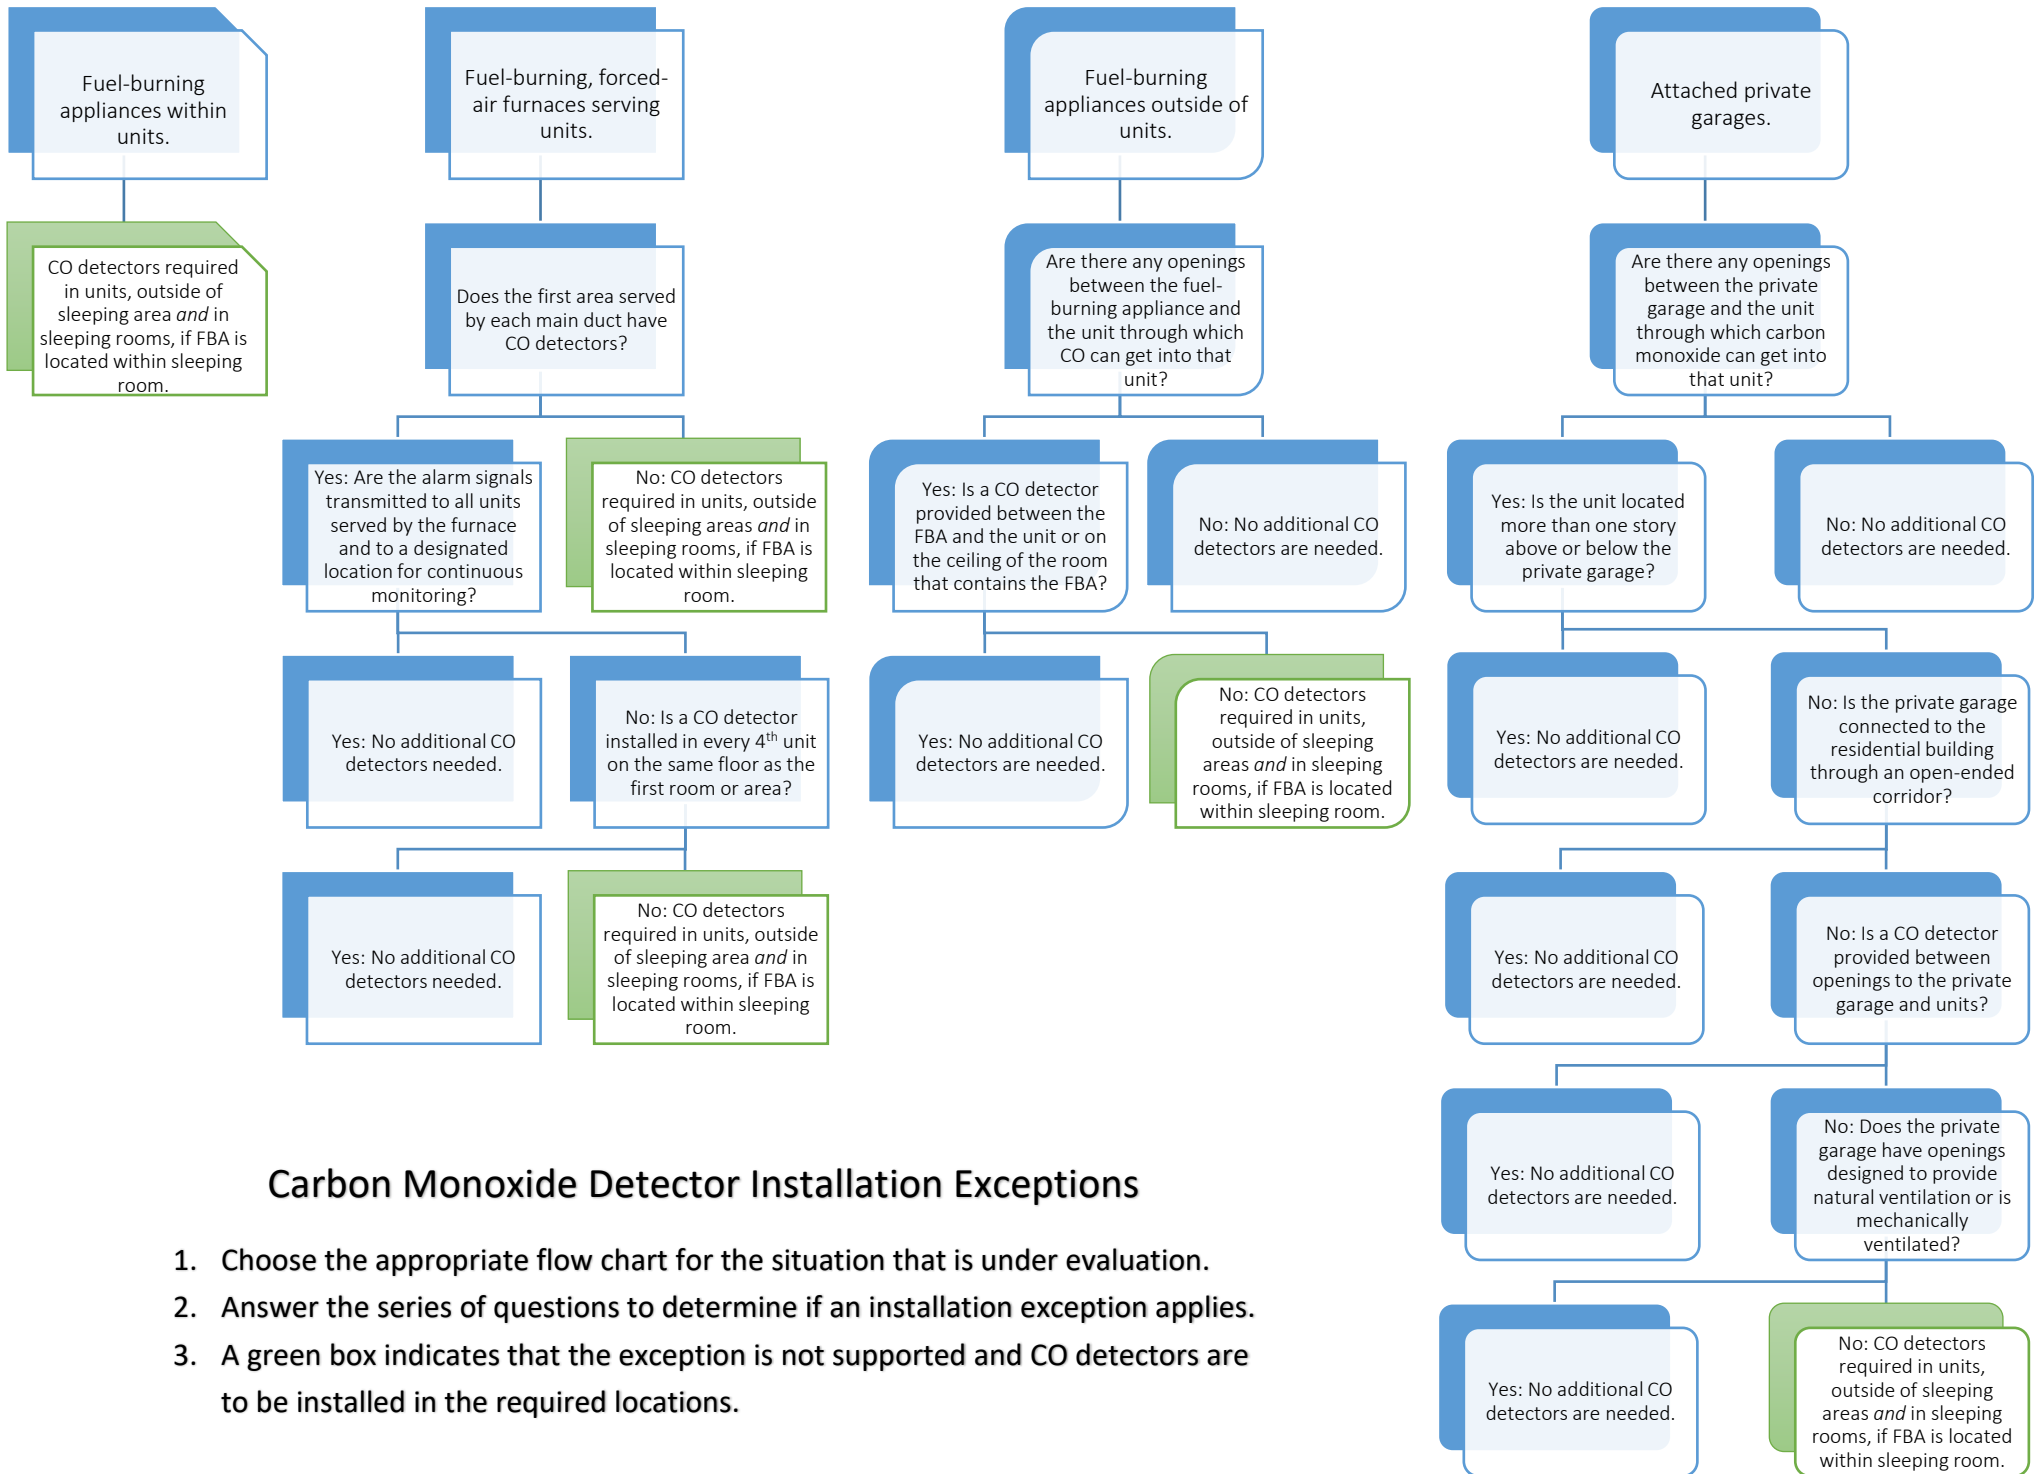 Fuel-burning
appliances within
units.
CO detectors required
in units, outside of
sleeping area and in
sleeping rooms, if FBA is
located within sleeping
room.
Fuel-burning, forced-
air furnaces serving
units.
Does the first area served
by each main duct have
CO detectors?
Yes: Are the alarm signals
transmitted to all units
served by the furnace
and to a designated
location for continuous
monitoring?
No: CO detectors
required in units, outside
of sleeping areas and in
sleeping rooms, if FBA is
located within sleeping
room.
Yes: No additional CO
detectors needed.
No: Is a CO detector
installed in every 4th unit
on the same floor as the
first room or area?
Yes: No additional CO
detectors needed.
No: CO detectors
required in units, outside
of sleeping area and in
sleeping rooms, if FBA is
located within sleeping
room.
Fuel-burning
appliances outside of
units.
Are there any openings
between the fuel-
burning appliance and
the unit through which
CO can get into that
unit?
Yes: Is a CO detector
provided between the
FBA and the unit or on
the ceiling of the room
that contains the FBA?
No: No additional CO
detectors are needed.
Yes: No additional CO
detectors are needed.
No: CO detectors
required in units,
outside of sleeping
areas and in sleeping
rooms, if FBA is located
within sleeping room.
Attached private
garages.
Are there any openings
between the private
garage and the unit
through which carbon
monoxide can get into
that unit?
Yes: Is the unit located
more than one story
above or below the
private garage?
No: No additional CO
detectors are needed.
Yes: No additional CO
detectors are needed.
No: Is the private garage
connected to the
residential building
through an open-ended
corridor?
Yes: No additional CO
detectors are needed.
No: Is a CO detector
provided between
openings to the private
garage and units?
Yes: No additional CO
detectors are needed.
No: Does the private
garage have openings
designed to provide
natural ventilation or is
mechanically
ventilated?
Yes: No additional CO
detectors are needed.
No: CO detectors
required in units,
outside of sleeping
areas and in sleeping
rooms, if FBA is located
within sleeping room.
Carbon Monoxide Detector Installation Exceptions
1. Choose the appropriate flow chart for the situation that is under evaluation.
2. Answer the series of questions to determine if an installation exception applies.
3. A green box indicates that the exception is not supported and CO detectors are
to be installed in the required locations.